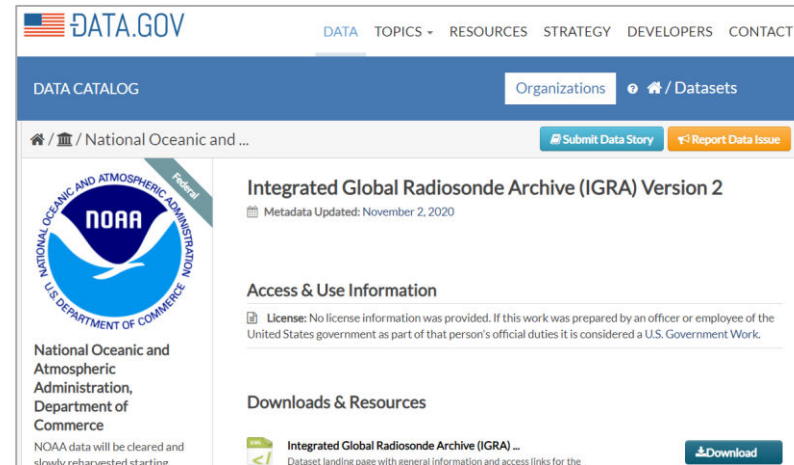 DATA.GOV
DATA TOPICS RESOURCES STRATEGY DEVELOPERS CONTACT
DATA CATALOG
Organizations
/ Datasets
/ / National Oceanic and ...
Submit Data Story
Report Data Issue
Federal
NATIONAL OCEANIC AND ATMOSPHERIC ADMINISTRATION
NOAA
U.S. DEPARTMENT OF COMMERCE
National Oceanic and
Atmospheric
Administration,
Department of
Commerce
NOAA data will be cleared and
slowly reharvested starting
Integrated Global Radiosonde Archive (IGRA) Version 2
Metadata Updated: November 2, 2020
Access & Use Information
License: No license information was provided. If this work was prepared by an officer or employee of the
United States government as part of that person's official duties it is considered a U.S. Government Work.
Downloads & Resources
XML
Integrated Global Radiosonde Archive (IGRA) ...
Dataset landing page with general information and access links for the
Download